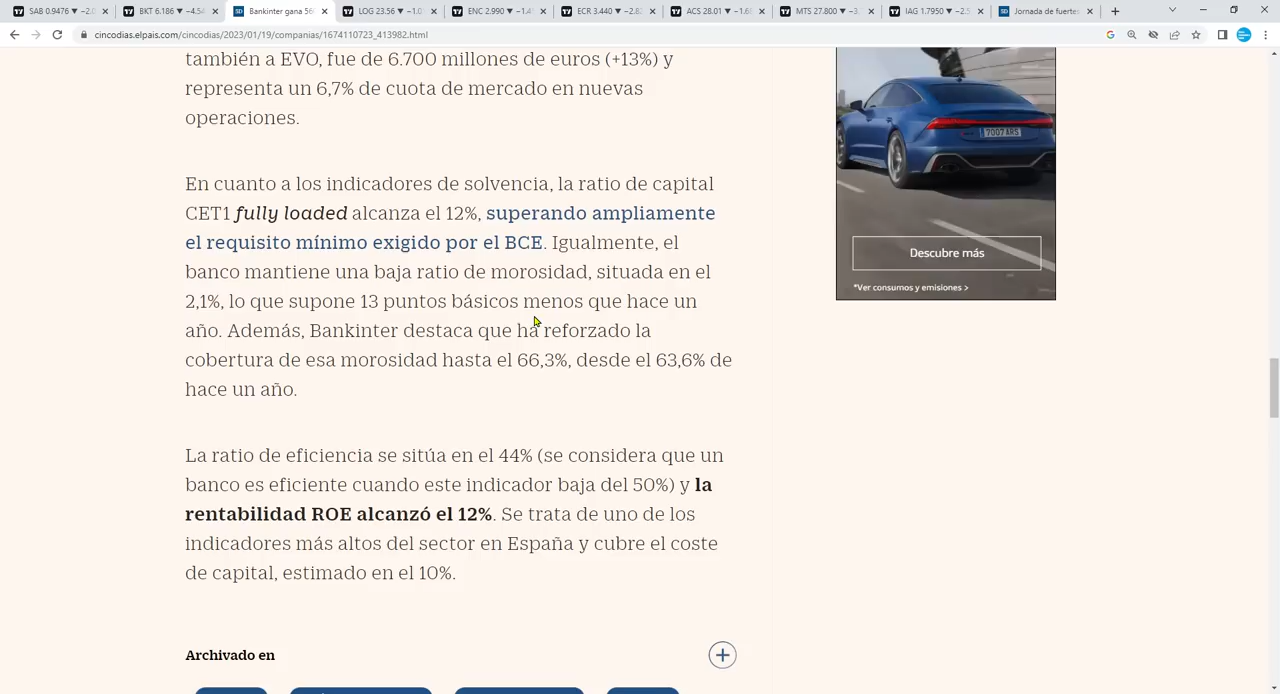 SAB 0.9476 ▼ −2.0
BKT 6.186 ▼ −4.54
Bankinter gana 56
LOG 23.56 ▼ −1.0
ENC 2.990 ▼ −1.4
ECR 3.440 ▼ −2.8
ACS 28.01 ▼ −1.6
MTS 27.800 ▼ −3.
IAG 1.7950 ▼ −2.5
Jornada de fuertes
cincodias.elpais.com/cincodias/2023/01/19/companias/1674110723_413982.html
también a EVO, fue de 6.700 millones de euros (+13%) y
representa un 6,7% de cuota de mercado en nuevas
operaciones.
En cuanto a los indicadores de solvencia, la ratio de capital
CET1 fully loaded alcanza el 12%, superando ampliamente
el requisito mínimo exigido por el BCE. Igualmente, el
banco mantiene una baja ratio de morosidad, situada en el
2,1%, lo que supone 13 puntos básicos menos que hace un
año. Además, Bankinter destaca que ha reforzado la
cobertura de esa morosidad hasta el 66,3%, desde el 63,6% de
hace un año.
La ratio de eficiencia se sitúa en el 44% (se considera que un
banco es eficiente cuando este indicador baja del 50%) y la
rentabilidad ROE alcanzó el 12%. Se trata de uno de los
indicadores más altos del sector en España y cubre el coste
de capital, estimado en el 10%.
Archivado en
7007 ARS
Descubre más
*Ver consumos y emisiones >